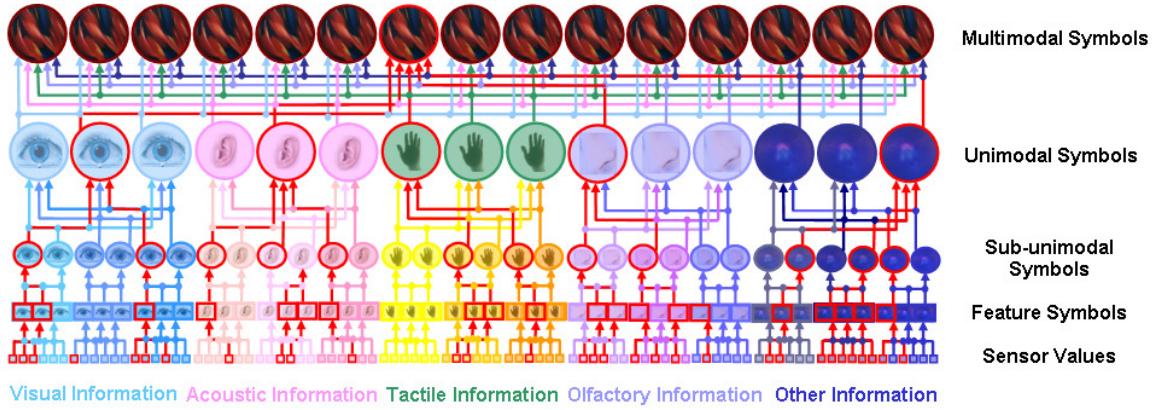 Multimodal Symbols
Unimodal Symbols
Sub-unimodal
Symbols
Feature Symbols
Sensor Values
Visual Information Acoustic Information Tactile Information Olfactory Information Other Information